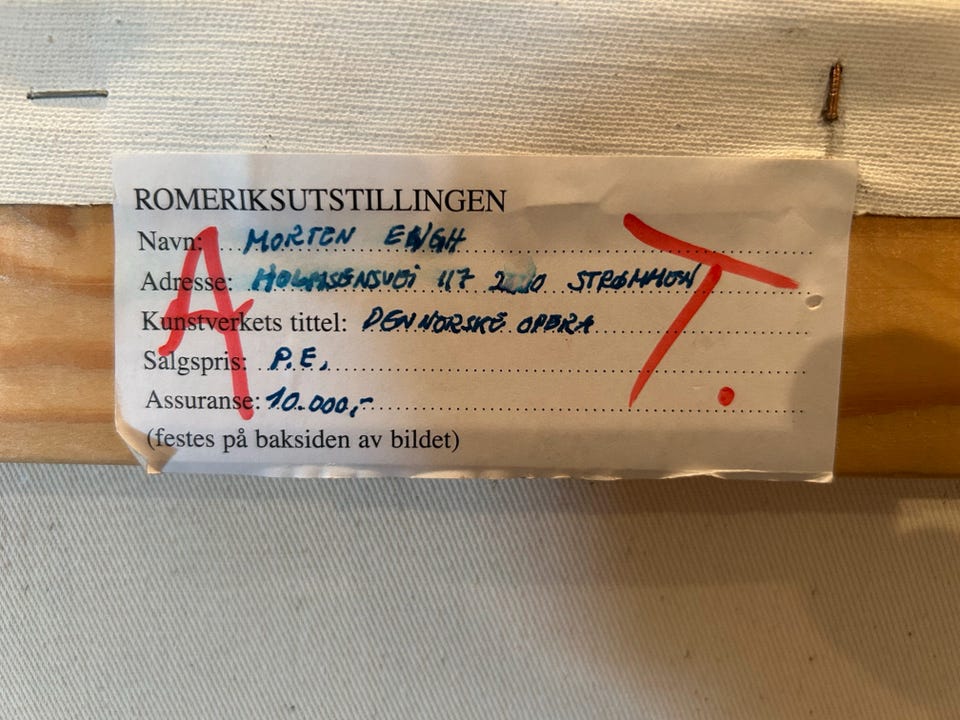 ROMERIKSUTSTILLINGEN
Navn: MORTEN ENGH
Adresse: 117 STRØMMEN
Kunstverkets tittel: DEN NORSKE OPERA
Salgspris: P.E.
Assuranse: 10.000,-
(festes på baksiden av bildet)
A T.